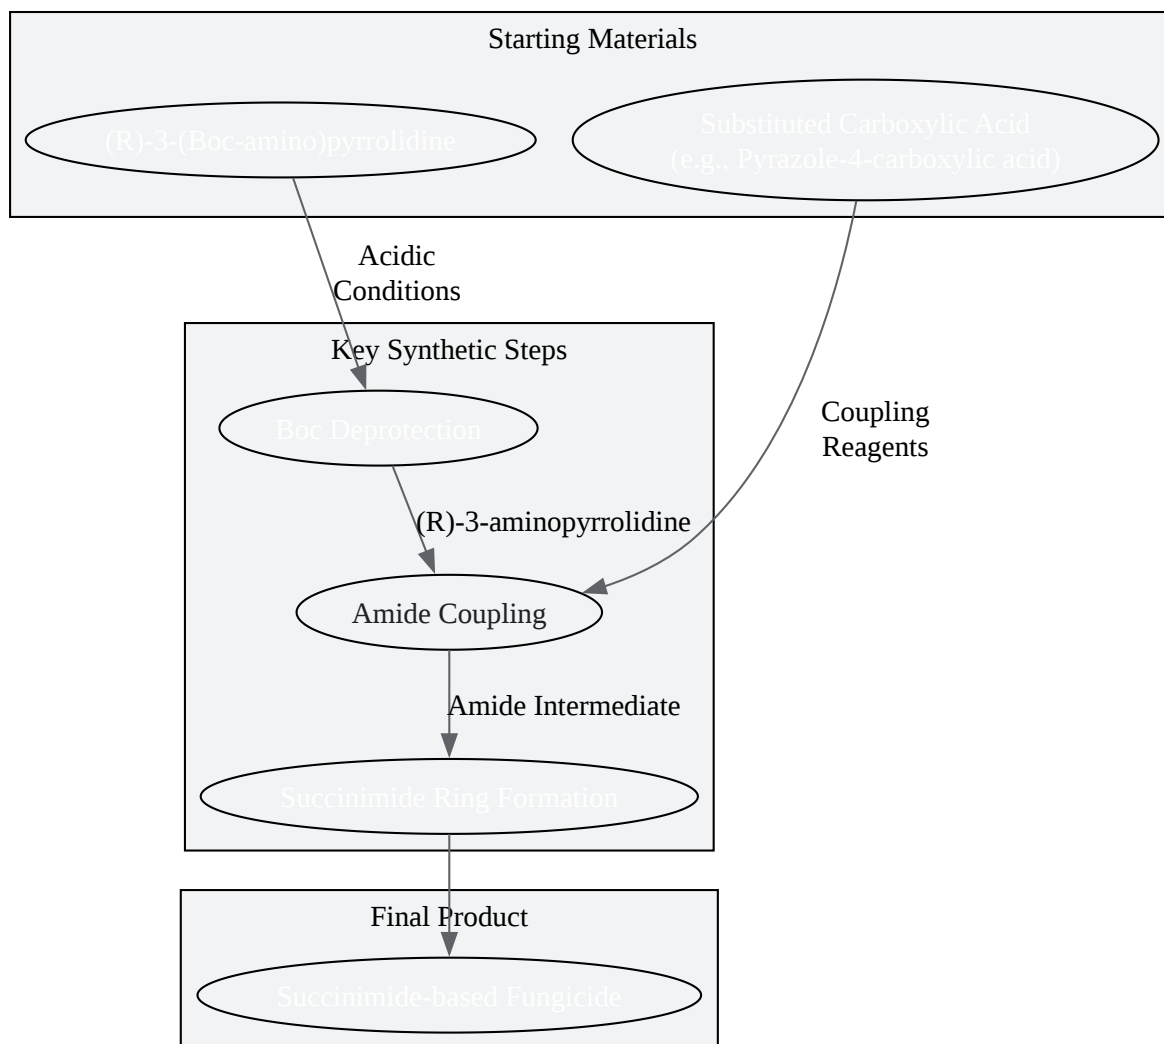 Starting Materials
(R)-3-(Boc-amino)pyrrolidine
Substituted Carboxylic Acid
(e.g., Pyrazole-4-carboxylic acid)
Acidic
Conditions
Key Synthetic Steps
Coupling
Reagents
Boc Deprotection
(R)-3-aminopyrrolidine
Amide Coupling
Amide Intermediate
Succinimide Ring Formation
Final Product
Succinimide-based Fungicide